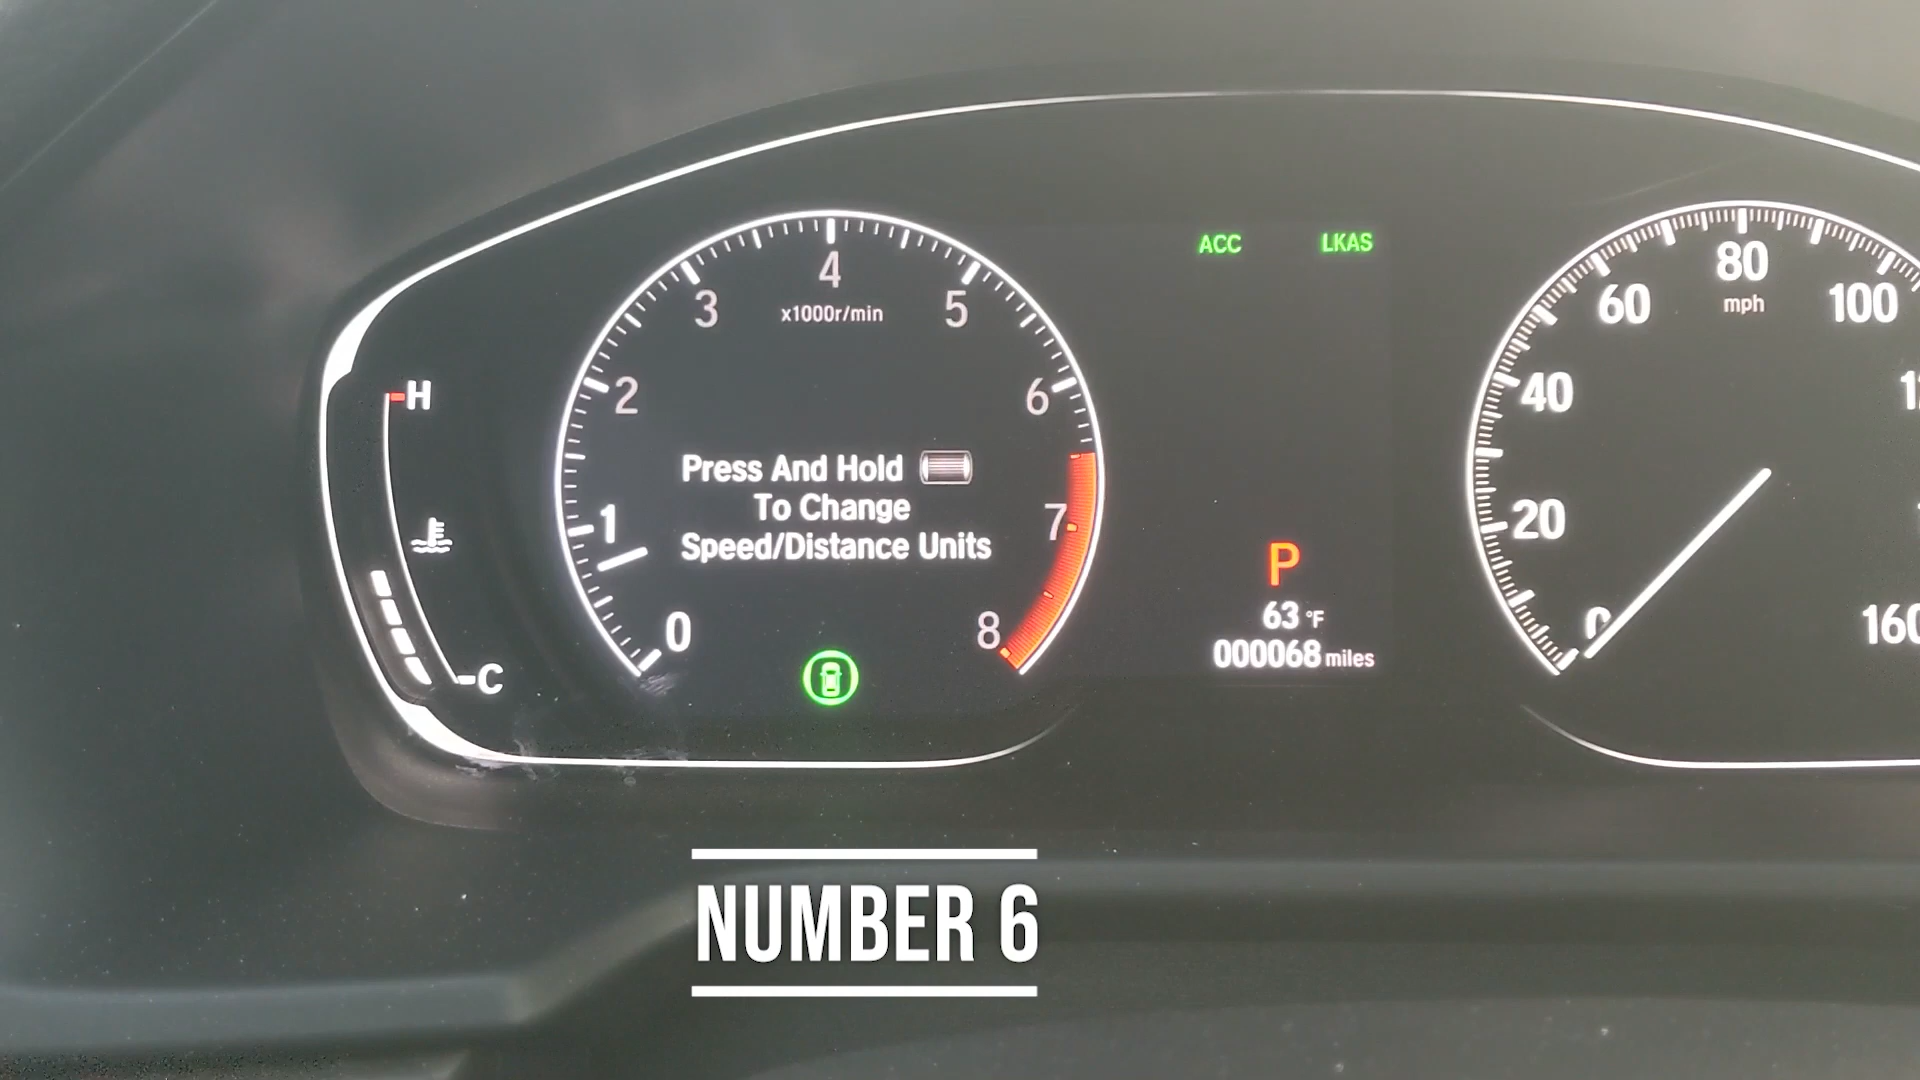 ACC
LKAS
4
3
5
x1000r/min
2
6
1
7
0
8
Press And Hold
To Change
Speed/Distance Units
H
C
P
63 °F
000068 miles
80
mph
60
100
40
20
0
160
NUMBER 6